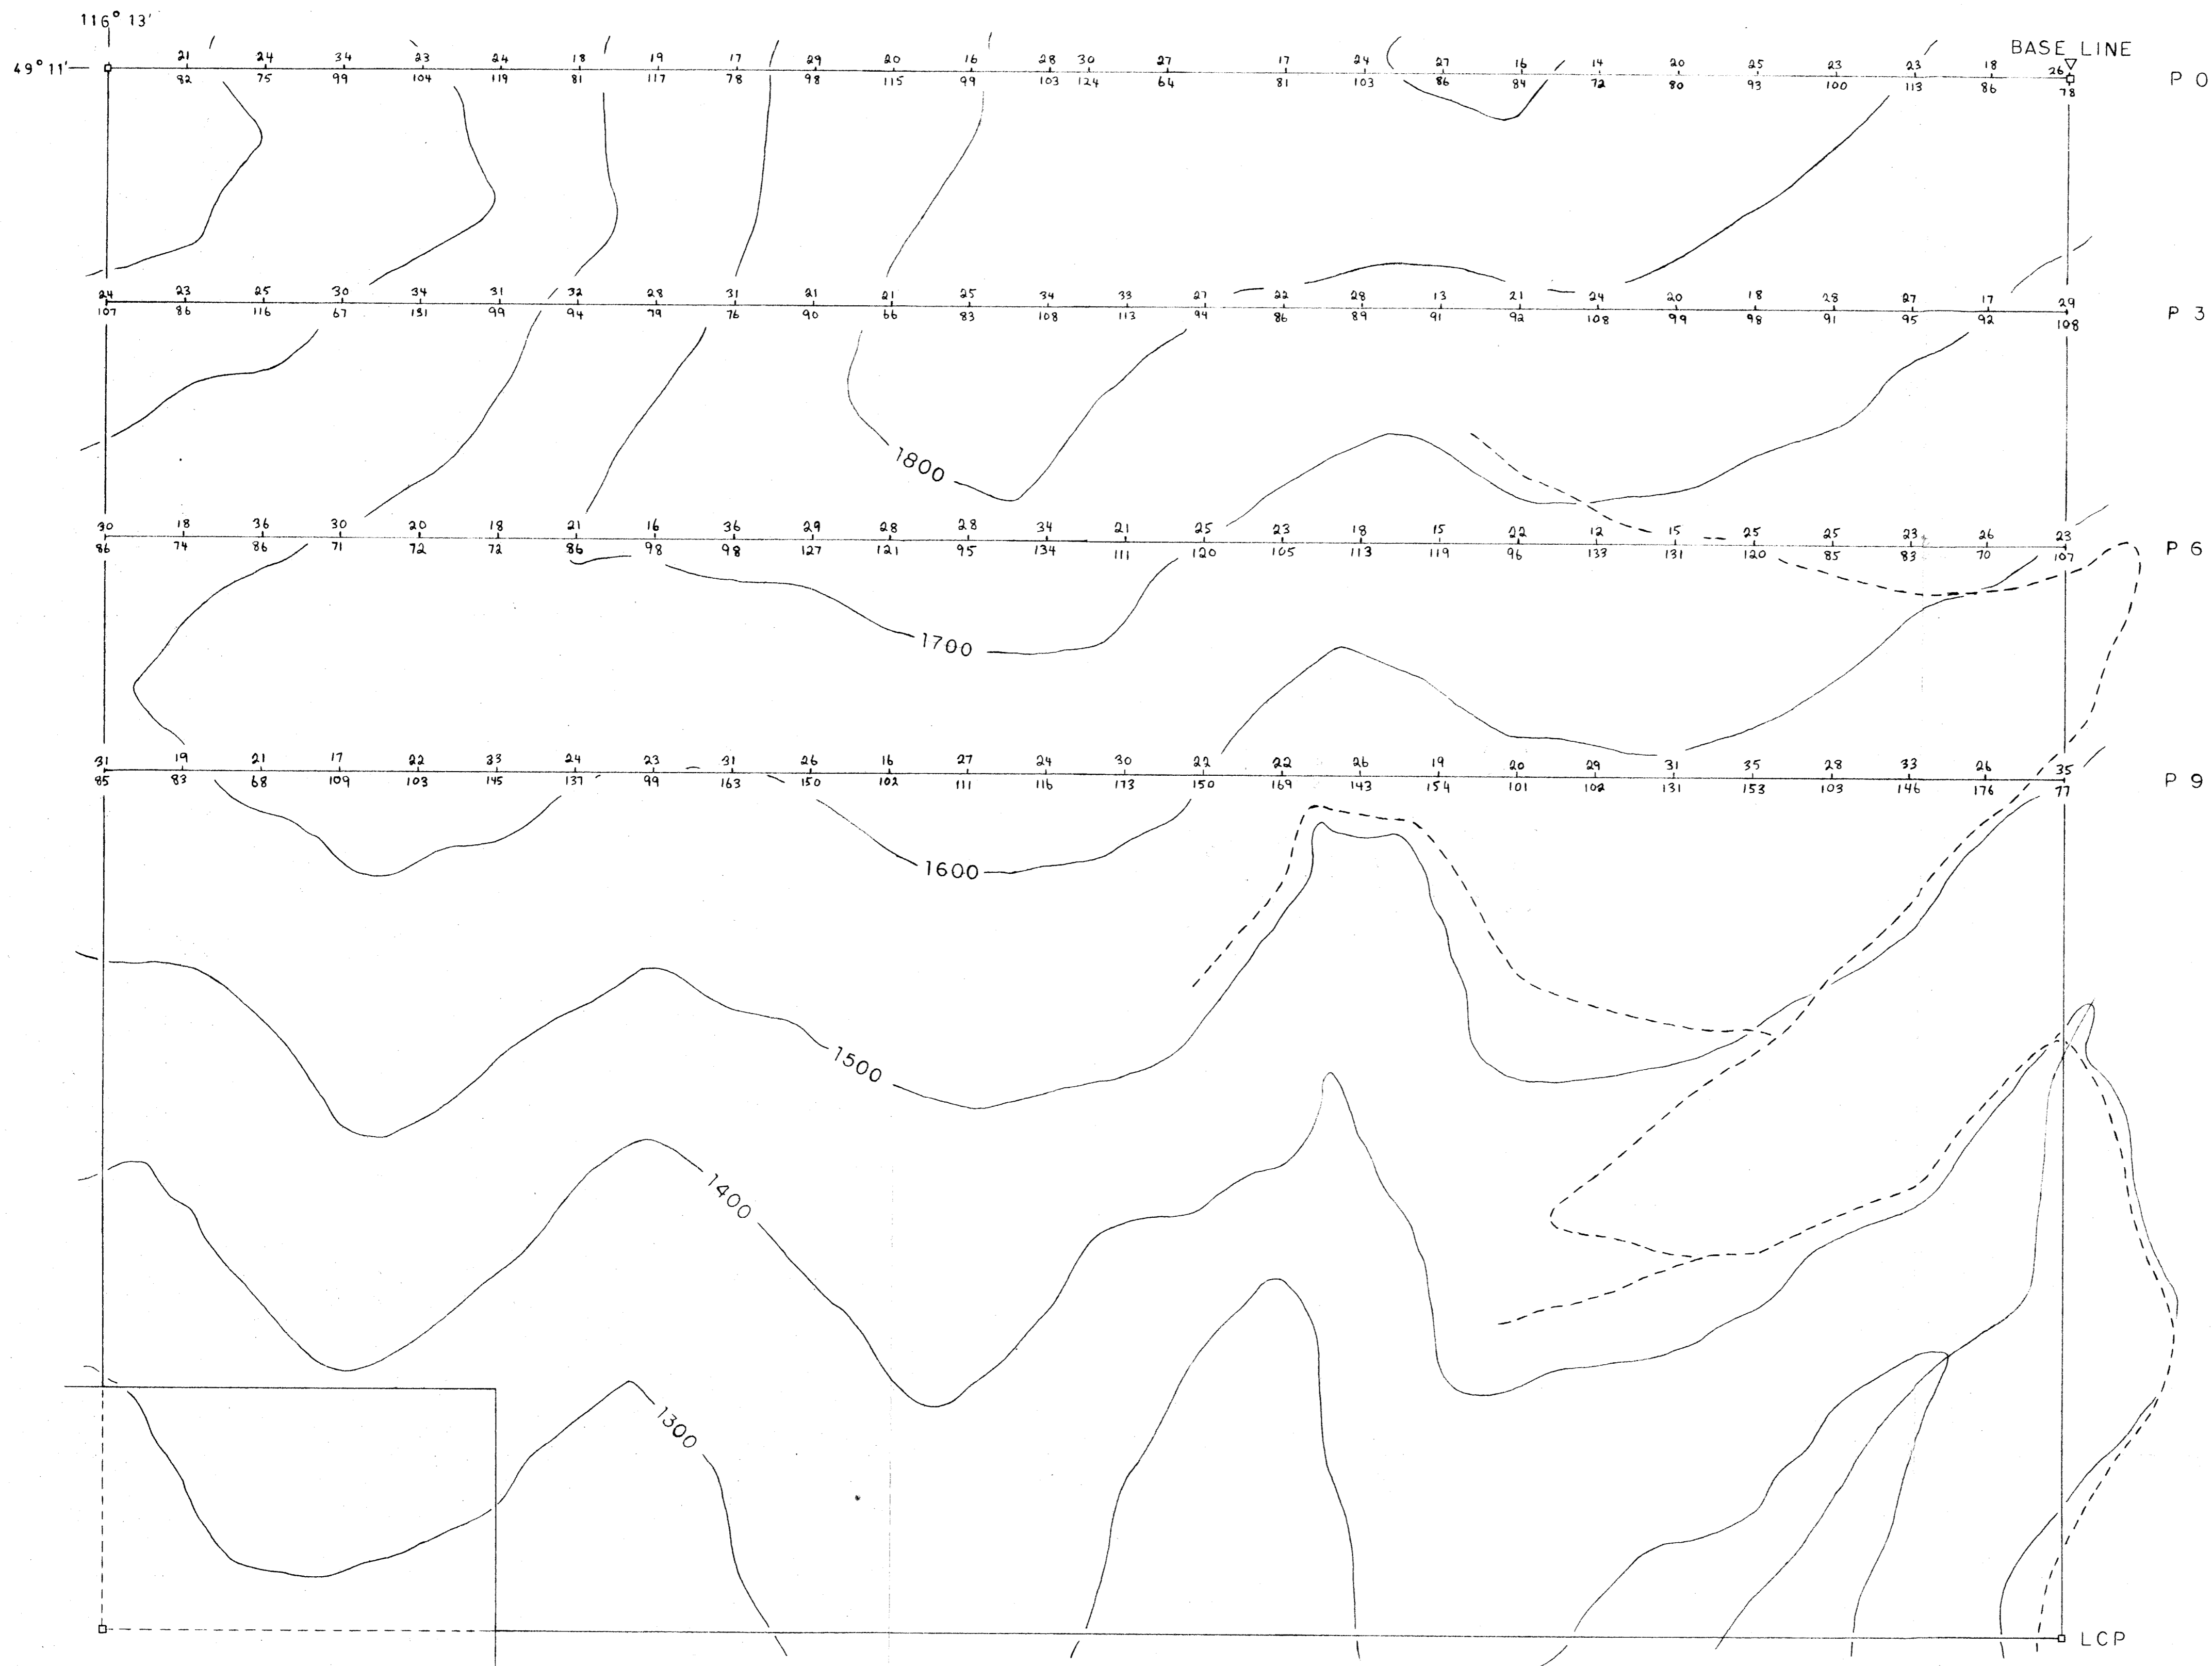 116° 13'
49° 11'
BASE LINE
21 24 34 23 24 18 19 17 29 20 16 28 30 27 17 24 27 16 14 20 25 23 23 18 26
82 75 99 104 119 81 117 78 98 115 99 103 124 64 81 103 86 84 72 80 93 100 113 86 78
P 0
24 23 25 30 34 31 32 28 31 21 21 25 34 33 27 22 28 13 21 24 20 18 28 27 17 29
107 86 116 67 131 99 94 79 76 90 66 83 108 113 94 86 89 91 92 108 99 98 91 95 92 108
P 3
1800
30 18 36 30 20 18 21 16 36 29 28 28 34 21 25 23 18 15 22 12 15 25 25 23 26 23
86 74 86 71 72 72 86 98 98 127 121 95 134 111 120 105 113 119 96 133 131 120 85 83 70 107
P 6
1700
31 19 21 17 22 33 24 23 31 26 16 27 24 30 22 22 26 19 20 29 31 35 28 33 26 35
85 83 68 109 103 145 137 99 163 150 102 111 116 173 150 169 143 154 101 102 131 153 103 146 176 77
P 9
1600
1500
1400
1300
LCP